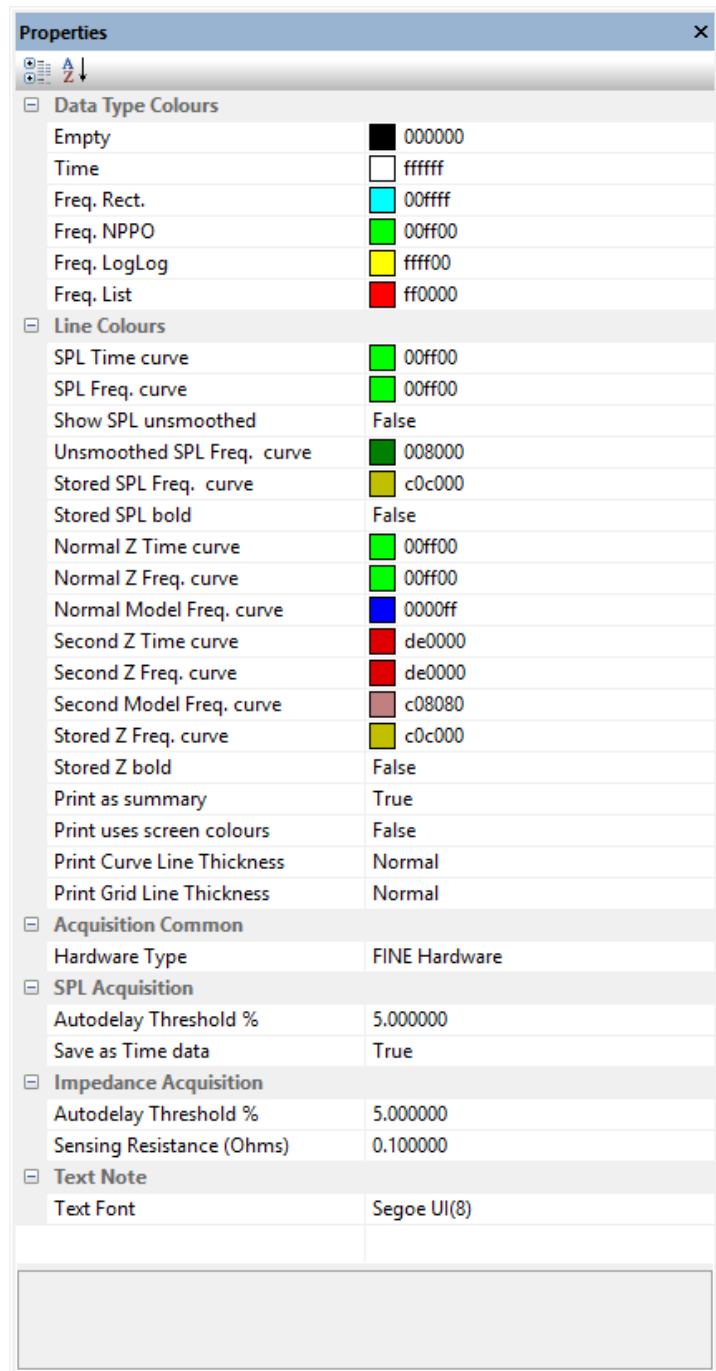 Properties
Data Type Colours
Empty 000000
Time ffffff
Freq. Rect. 00ffff
Freq. NPPO 00ff00
Freq. LogLog ffff00
Freq. List ff0000
Line Colours
SPL Time curve 00ff00
SPL Freq. curve 00ff00
Show SPL unsmoothed False
Unsmoothed SPL Freq. curve 008000
Stored SPL Freq. curve c0c000
Stored SPL bold False
Normal Z Time curve 00ff00
Normal Z Freq. curve 00ff00
Normal Model Freq. curve 0000ff
Second Z Time curve de0000
Second Z Freq. curve de0000
Second Model Freq. curve c08080
Stored Z Freq. curve c0c000
Stored Z bold False
Print as summary True
Print uses screen colours False
Print Curve Line Thickness Normal
Print Grid Line Thickness Normal
Acquisition Common
Hardware Type FINE Hardware
SPL Acquisition
Autodelay Threshold % 5.000000
Save as Time data True
Impedance Acquisition
Autodelay Threshold % 5.000000
Sensing Resistance (Ohms) 0.100000
Text Note
Text Font Segoe UI(8)